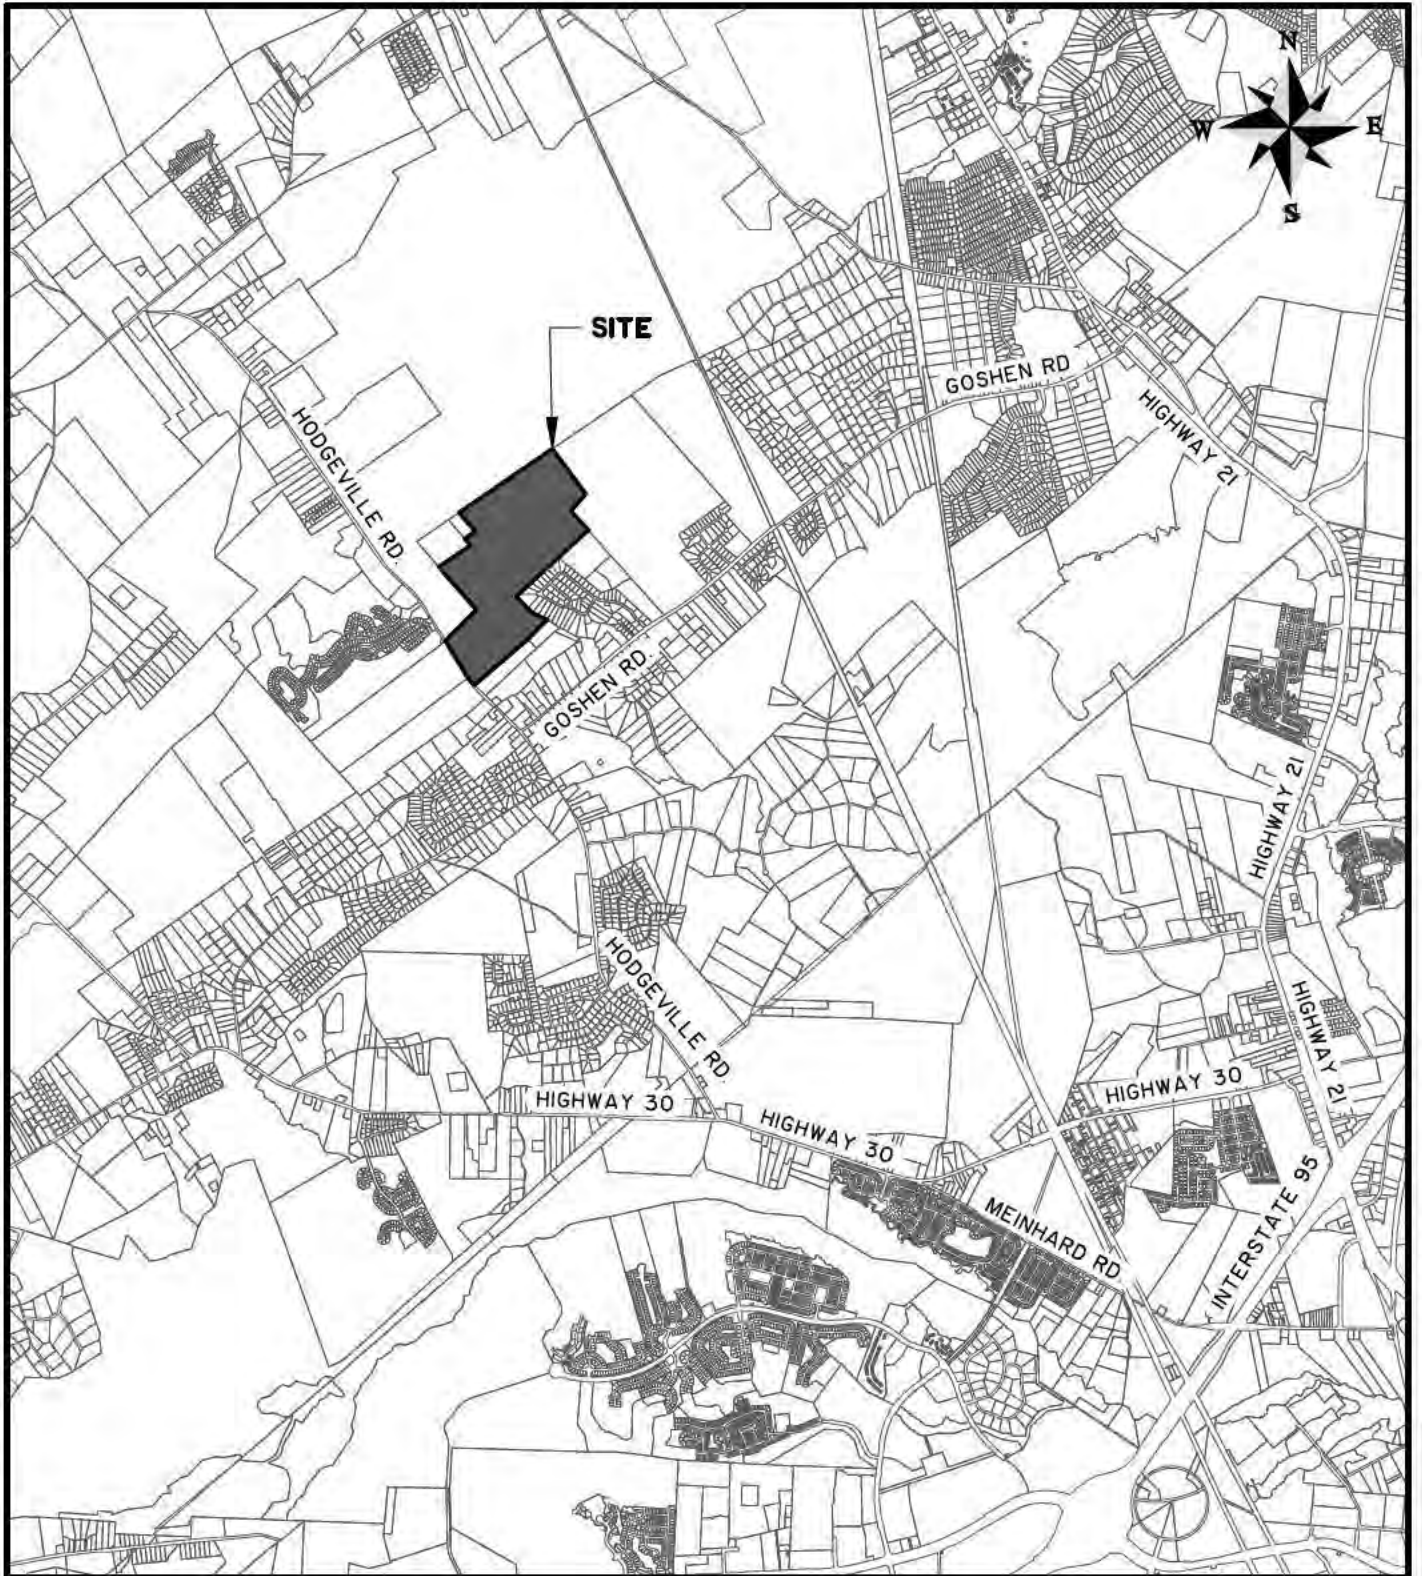 N
W E
S
SITE
GOSHEN RD
HIGHWAY 21
HODGEVILLE RD.
GOSHEN RD.
HIGHWAY 21
HODGEVILLE RD.
HIGHWAY 21
HIGHWAY 30
HIGHWAY 30
HIGHWAY 30
MEINHARD RD
INTERSTATE 95